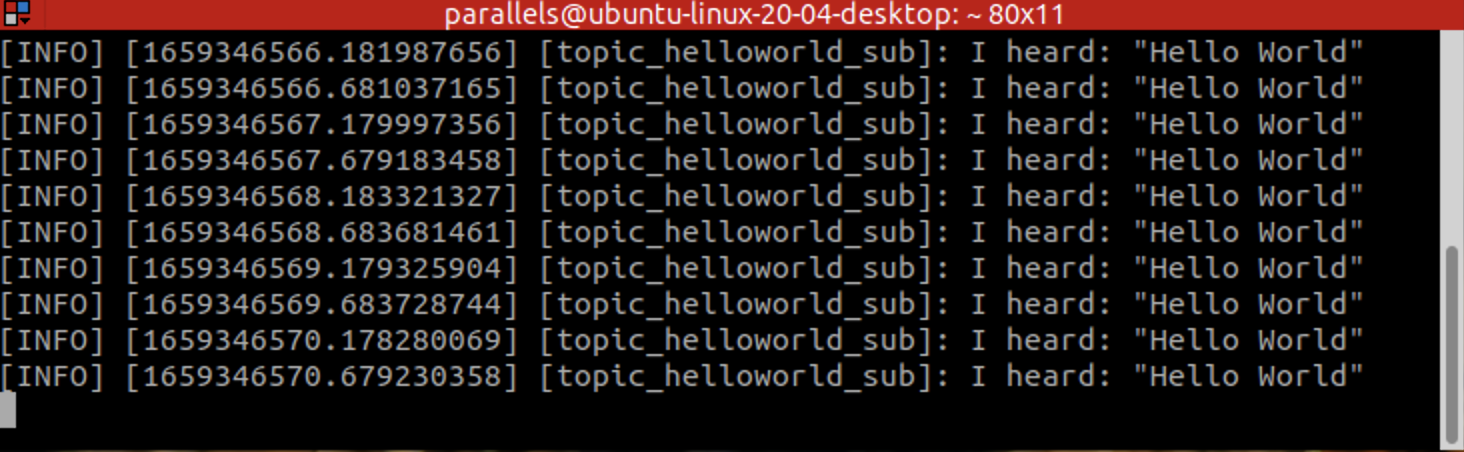 parallels@ubuntu-linux-20-04-desktop: ~ 80x11
[INFO] [1659346566.181987656] [topic_helloworld_sub]: I heard: "Hello World"
[INFO] [1659346566.681037165] [topic_helloworld_sub]: I heard: "Hello World"
[INFO] [1659346567.179997356] [topic_helloworld_sub]: I heard: "Hello World"
[INFO] [1659346567.679183458] [topic_helloworld_sub]: I heard: "Hello World"
[INFO] [1659346568.183321327] [topic_helloworld_sub]: I heard: "Hello World"
[INFO] [1659346568.683681461] [topic_helloworld_sub]: I heard: "Hello World"
[INFO] [1659346569.179325904] [topic_helloworld_sub]: I heard: "Hello World"
[INFO] [1659346569.683728744] [topic_helloworld_sub]: I heard: "Hello World"
[INFO] [1659346570.178280069] [topic_helloworld_sub]: I heard: "Hello World"
[INFO] [1659346570.679230358] [topic_helloworld_sub]: I heard: "Hello World"